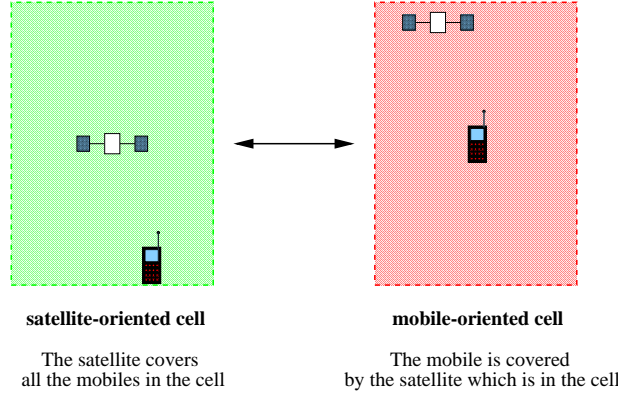 satellite-oriented cell
The satellite covers
all the mobiles in the cell
mobile-oriented cell
The mobile is covered
by the satellite which is in the cell